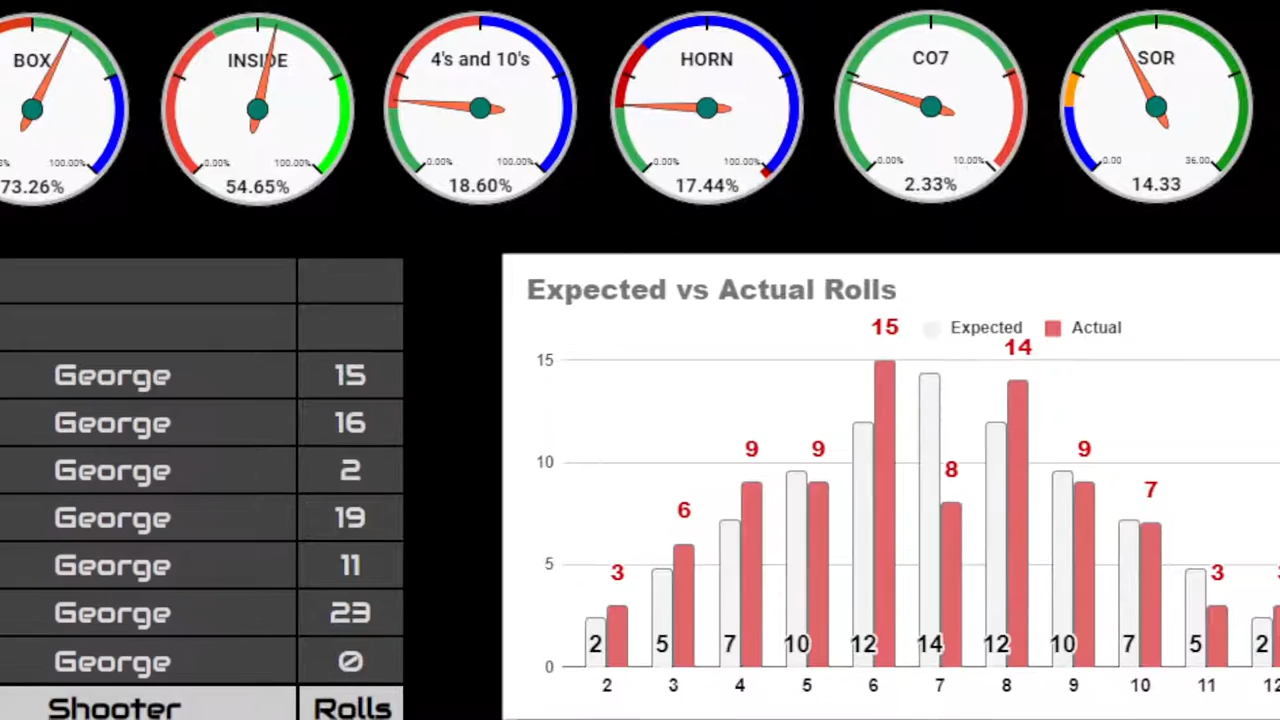 BOX
100.00%
73.26%
INSIDE
0.00% 100.00%
54.65%
4's and 10's
0.00% 100.00%
18.60%
HORN
0.00% 100.00%
17.44%
CO7
0.00% 10.00%
2.33%
SOR
0.00 36.00
14.33
George 15
George 16
George 2
George 19
George 11
George 23
George 0
Shooter Rolls
Expected vs Actual Rolls
Expected Actual
15
10
5
0
3 6 9 9 15 8 14 9 7 3
2 5 7 10 12 14 12 10 7 5 2
2 3 4 5 6 7 8 9 10 11 12